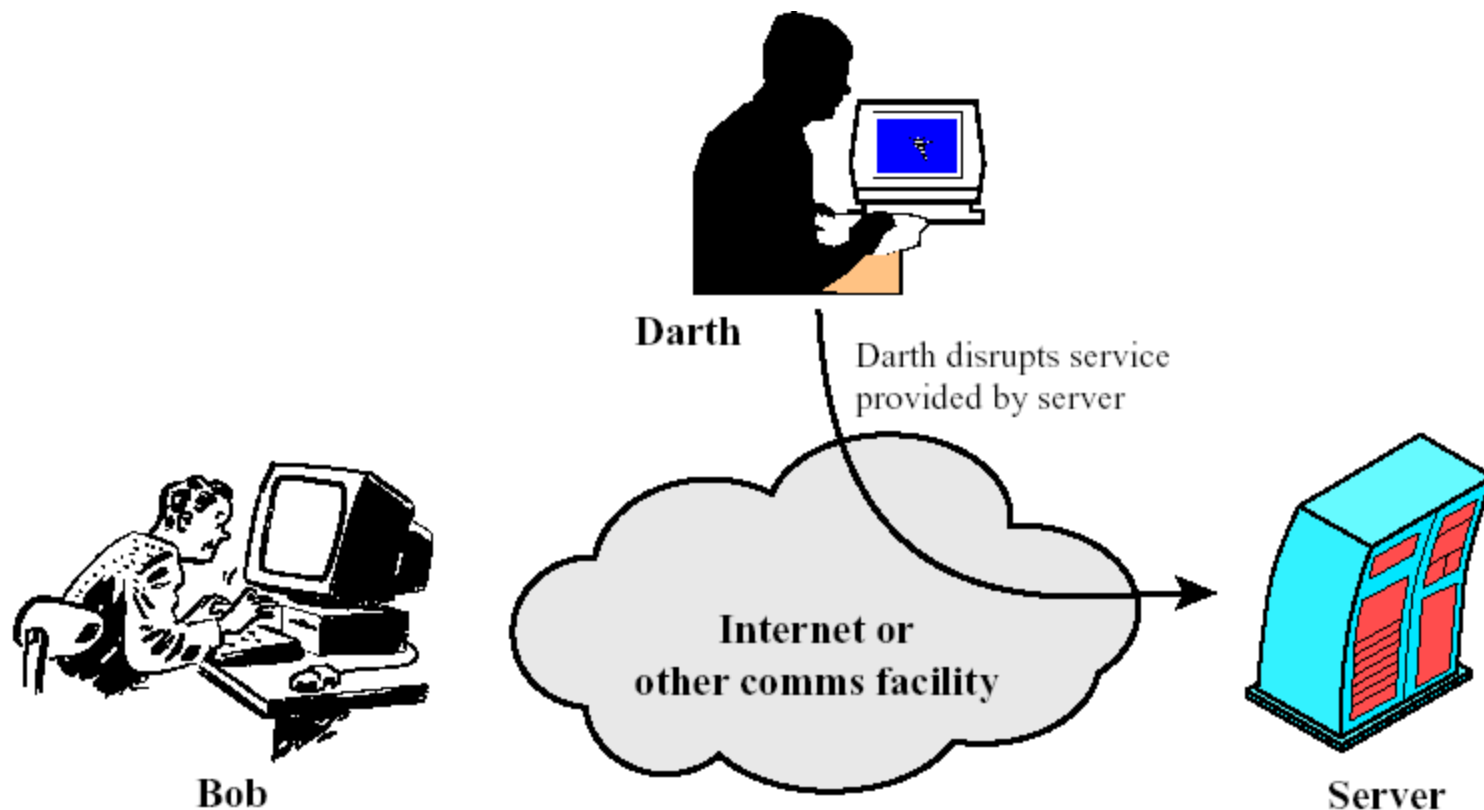 Darth
Darth disrupts service
provided by server
Internet or
other comms facility
Bob
Server